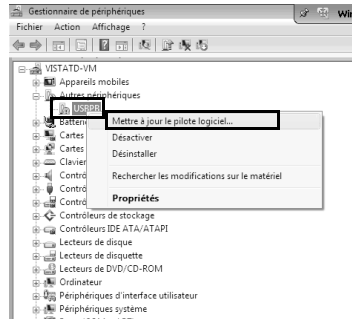 Gestionnaire de périphériques
Fichier Action Affichage ?
VISTATD-VM
Appareils mobiles
Autres périphériques
USBPRI
Batterie
Cartes
Cartes
Clavier
Contrô
Contrô
Contrô
Contrôleurs de stockage
Contrôleurs IDE ATA/ATAPI
Lecteurs de disque
Lecteurs de disquette
Lecteurs de DVD/CD-ROM
Ordinateur
Périphériques d'interface utilisateur
Périphériques système
Mettre à jour le pilote logiciel...
Désactiver
Désinstaller
Rechercher les modifications sur le matériel
Propriétés